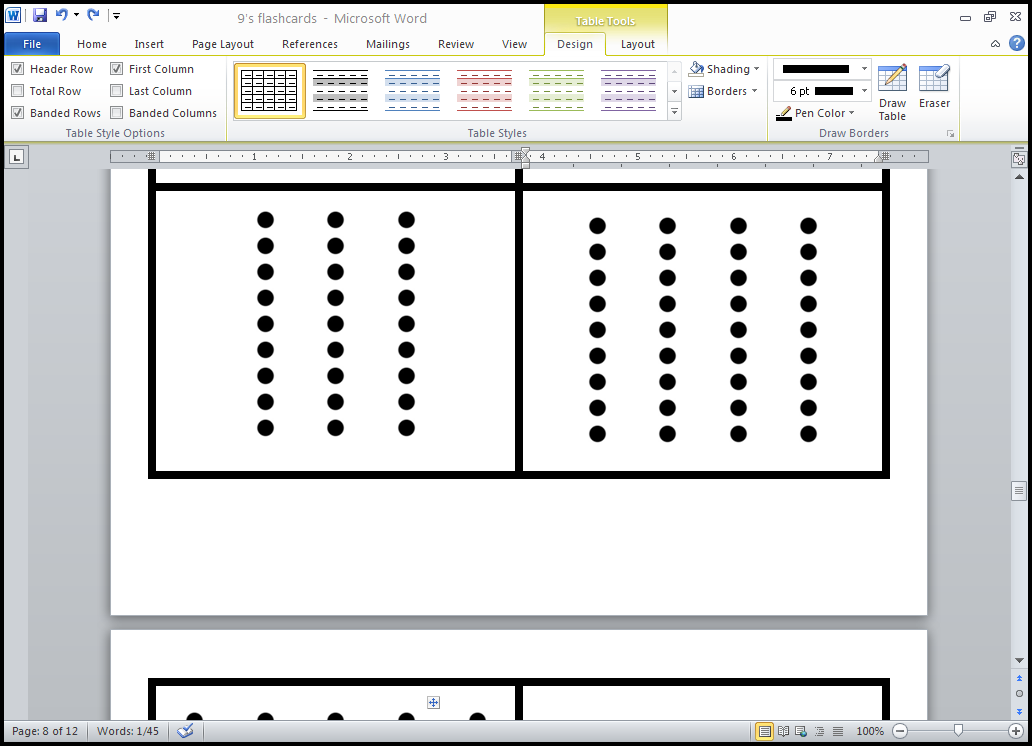 9's flashcards - Microsoft Word
Table Tools
File Home Insert Page Layout References Mailings Review View Design Layout
Header Row First Column
Total Row Last Column
Banded Rows Banded Columns
Table Style Options
Table Styles
Shading
Borders
6 pt
Pen Color
Draw Table
Eraser
Draw Borders
L
1 2 3 4 5 6 7
Page: 8 of 12 Words: 1/45 100%